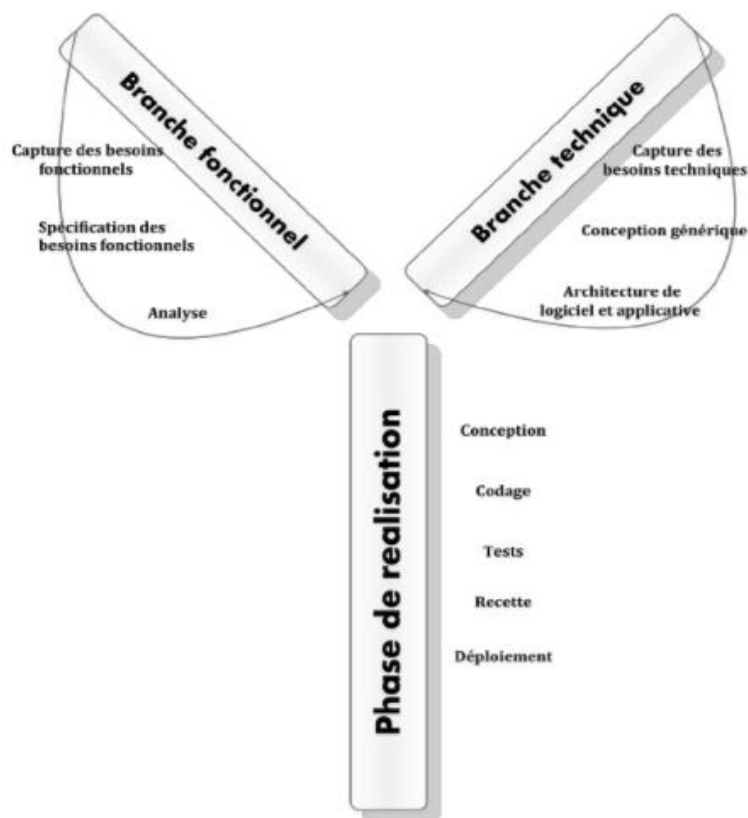 Branche fonctionnel
Capture des besoins
fonctionnels
Spécification des
besoins fonctionnels
Analyse
Branche technique
Capture des
besoins techniques
Conception générique
Architecture de
logiciel et applicative
Phase de realisation
Conception
Codage
Tests
Recette
Déploiement